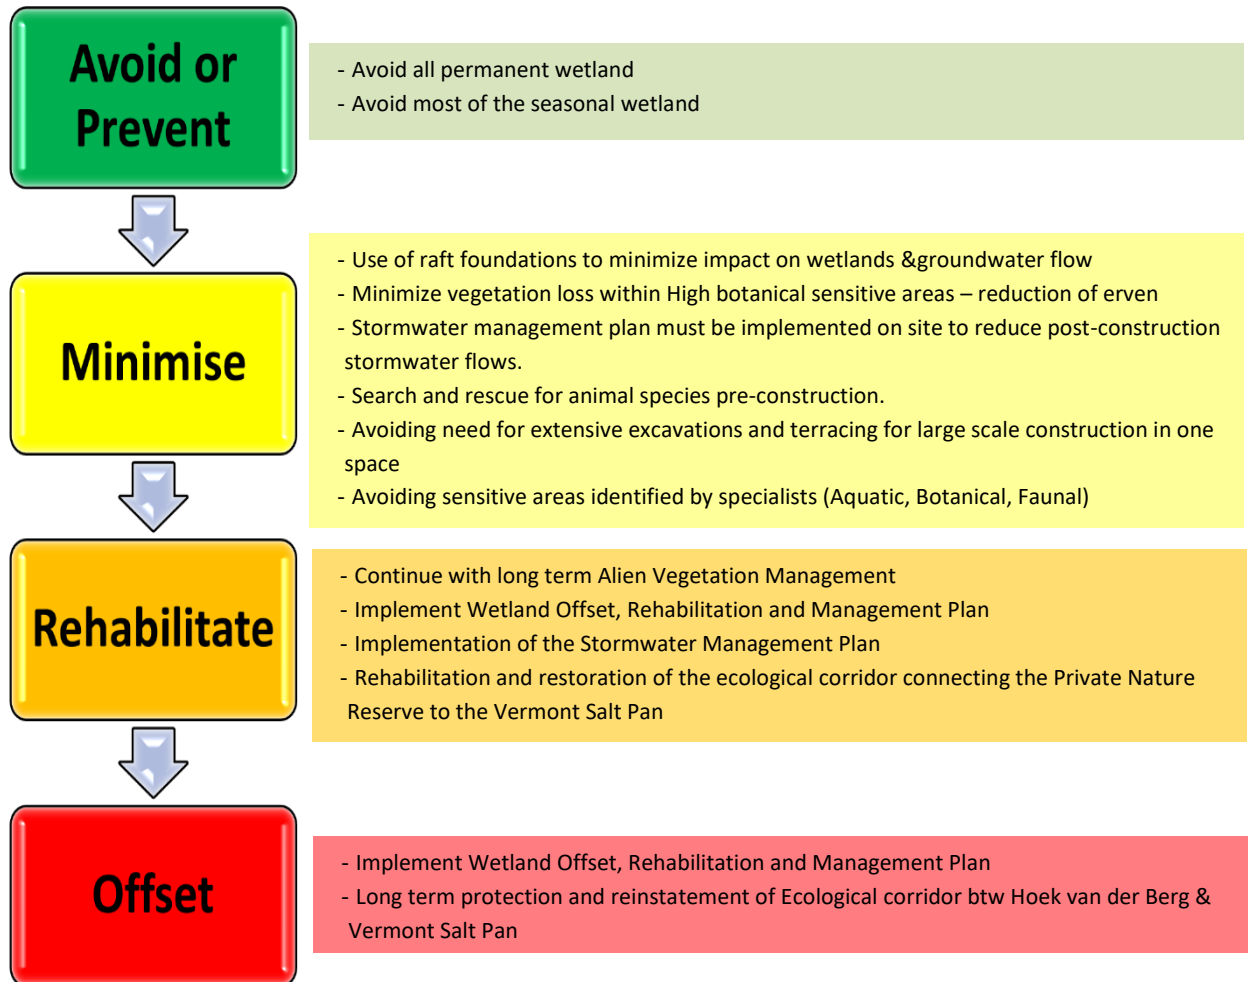 Avoid or
Prevent
- Avoid all permanent wetland
- Avoid most of the seasonal wetland
Minimise
- Use of raft foundations to minimize impact on wetlands &groundwater flow
- Minimize vegetation loss within High botanical sensitive areas – reduction of erven
- Stormwater management plan must be implemented on site to reduce post-construction
stormwater flows.
- Search and rescue for animal species pre-construction.
- Avoiding need for extensive excavations and terracing for large scale construction in one
space
- Avoiding sensitive areas identified by specialists (Aquatic, Botanical, Faunal)
Rehabilitate
- Continue with long term Alien Vegetation Management
- Implement Wetland Offset, Rehabilitation and Management Plan
- Implementation of the Stormwater Management Plan
- Rehabilitation and restoration of the ecological corridor connecting the Private Nature
Reserve to the Vermont Salt Pan
Offset
- Implement Wetland Offset, Rehabilitation and Management Plan
- Long term protection and reinstatement of Ecological corridor btw Hoek van der Berg &
Vermont Salt Pan